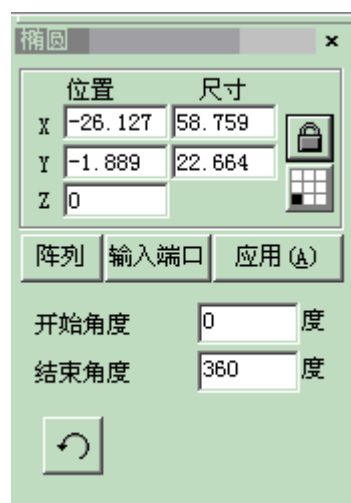 椭圆 ×
位置 尺寸
X -26.127 58.759
Y -1.889 22.664
Z 0
阵列 输入端口 应用(A)
开始角度 0 度
结束角度 360 度